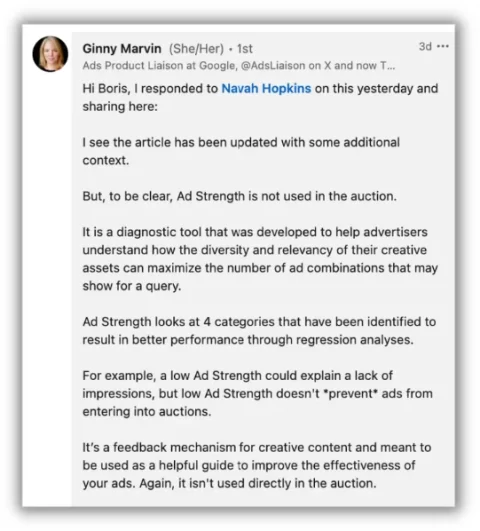 Ginny Marvin (She/Her) • 1st
3d •••
Ads Product Liaison at Google, @AdsLiaison on X and now T...
Hi Boris, I responded to Navah Hopkins on this yesterday and
sharing here:
I see the article has been updated with some additional
context.
But, to be clear, Ad Strength is not used in the auction.
It is a diagnostic tool that was developed to help advertisers
understand how the diversity and relevancy of their creative
assets can maximize the number of ad combinations that may
show for a query.
Ad Strength looks at 4 categories that have been identified to
result in better performance through regression analyses.
For example, a low Ad Strength could explain a lack of
impressions, but low Ad Strength doesn't *prevent* ads from
entering into auctions.
It's a feedback mechanism for creative content and meant to
be used as a helpful guide to improve the effectiveness of
your ads. Again, it isn't used directly in the auction.